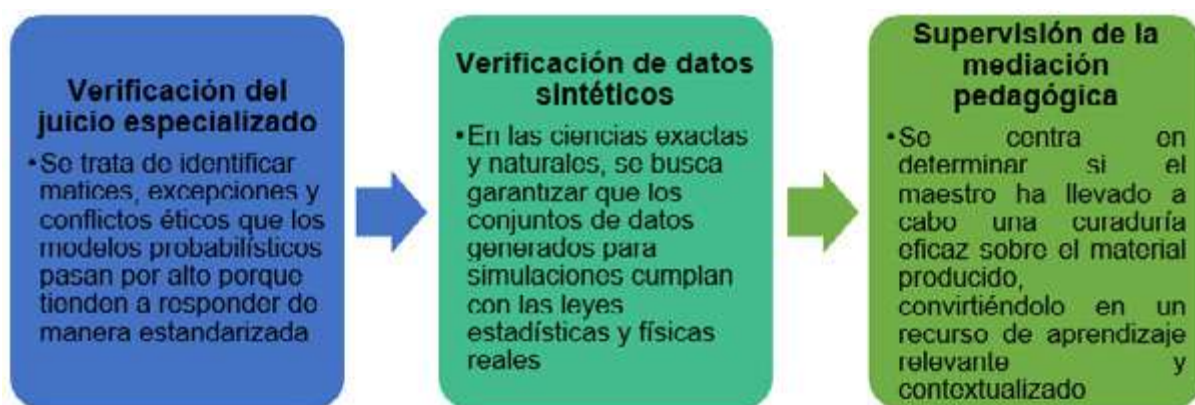 Verificación del
juicio especializado
•Se trata de identificar
matices, excepciones y
conflictos éticos que los
modelos probabilísticos
pasan por alto porque
tienden a responder de
manera estandarizada
Verificación de datos
sintéticos
•En las ciencias exactas
y naturales, se busca
garantizar que los
conjuntos de datos
generados para
simulaciones cumplan
con las leyes
estadísticas y físicas
reales
Supervisión de la
mediación
pedagógica
•Se centra en
determinar si el
maestro ha llevado a
cabo una curaduría
eficaz sobre el material
producido,
convirtiéndolo en un
recurso de aprendizaje
relevante y
contextualizado